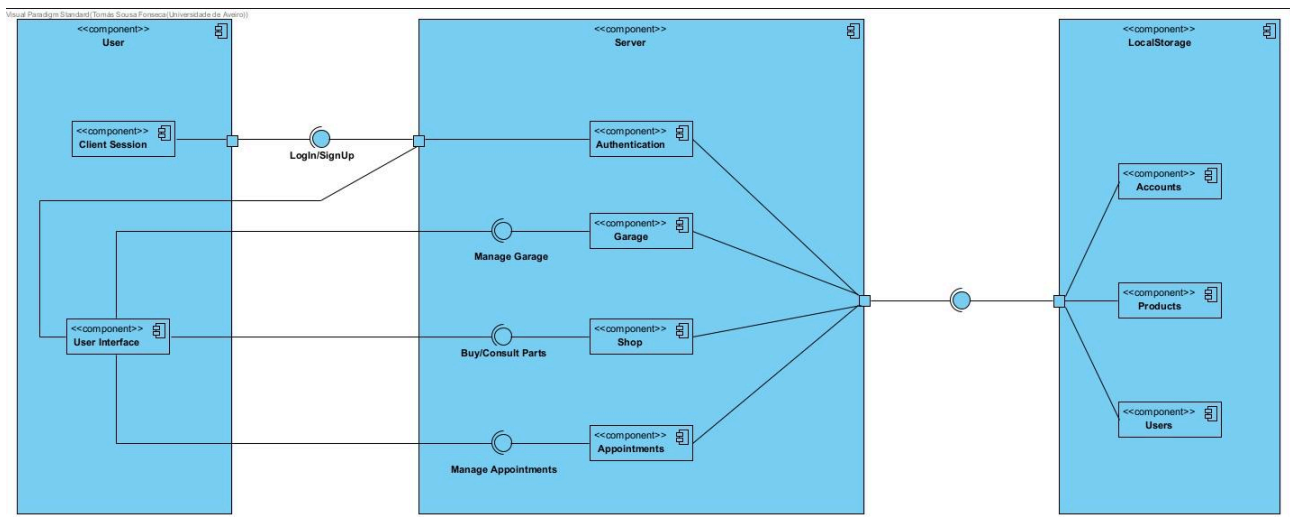 Visual Paradigm Standard(Tomás Sousa Fonseca(Universidade de Aveiro))
<<component>>
User
<<component>>
Client Session
<<component>>
User Interface
LogIn/SignUp
<<component>>
Server
<<component>>
Authentication
<<component>>
Garage
Manage Garage
<<component>>
Shop
Buy/Consult Parts
<<component>>
Appointments
Manage Appointments
<<component>>
LocalStorage
<<component>>
Accounts
<<component>>
Products
<<component>>
Users